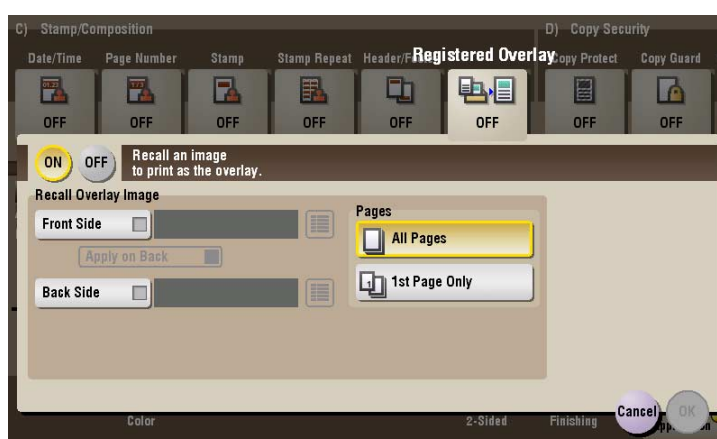 C) Stamp/Composition
D) Copy Security
Date/Time
Page Number
Stamp
Stamp Repeat
Header/
Registered Overlay
Copy Protect
Copy Guard
OFF
OFF
OFF
OFF
OFF
OFF
OFF
OFF
ON
OFF
Recall an image
to print as the overlay.
Recall Overlay Image
Front Side
Apply on Back
Back Side
Pages
All Pages
1st Page Only
Color
2-Sided
Finishing
Cancel
OK